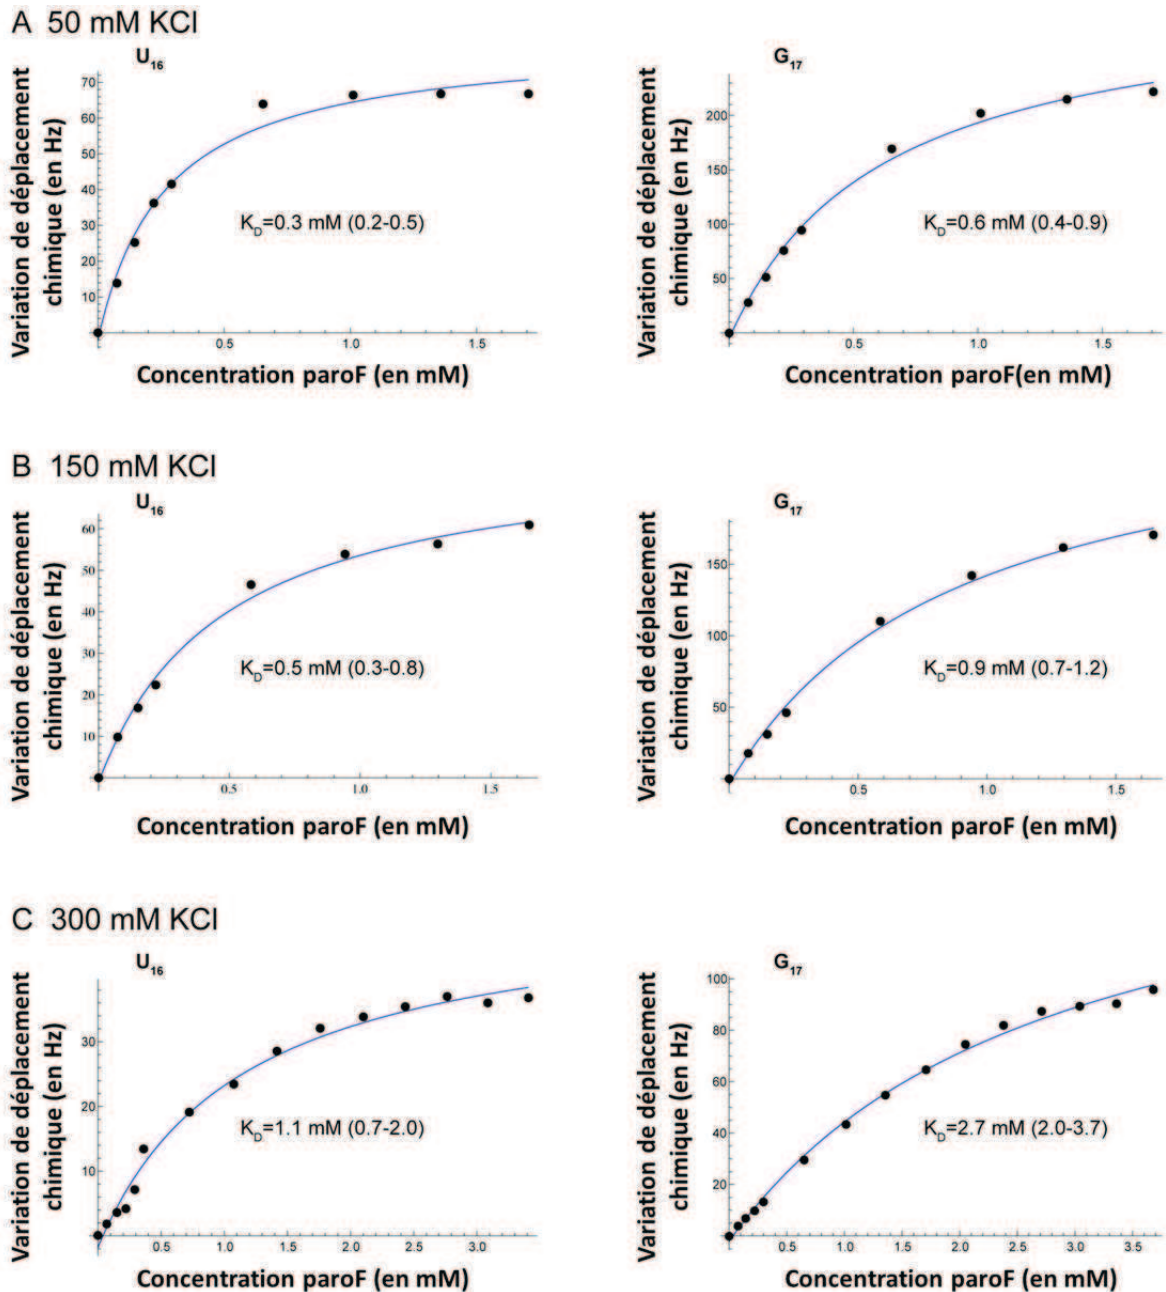 A 50 mM KCl
U16
G17
Variation de déplacement
chimique (en Hz)
70
60
50
40
30
20
10
0.5
1.0
1.5
K_D=0.3 mM (0.2-0.5)
Concentration paroF (en mM)
Variation de déplacement
chimique (en Hz)
200
150
100
50
0.5
1.0
1.5
K_D=0.6 mM (0.4-0.9)
Concentration paroF(en mM)
B 150 mM KCl
U16
G17
Variation de déplacement
chimique (en Hz)
60
50
40
30
20
10
0.5
1.0
1.5
K_D=0.5 mM (0.3-0.8)
Concentration paroF (en mM)
Variation de déplacement
chimique (en Hz)
150
100
50
0.5
1.0
1.5
K_D=0.9 mM (0.7-1.2)
Concentration paroF (en mM)
C 300 mM KCl
U16
G17
Variation de déplacement
chimique (en Hz)
30
20
10
0.5
1.0
1.5
2.0
2.5
3.0
K_D=1.1 mM (0.7-2.0)
Concentration paroF (en mM)
Variation de déplacement
chimique (en Hz)
100
80
60
40
20
0.5
1.0
1.5
2.0
2.5
3.0
3.5
K_D=2.7 mM (2.0-3.7)
Concentration paroF (en mM)